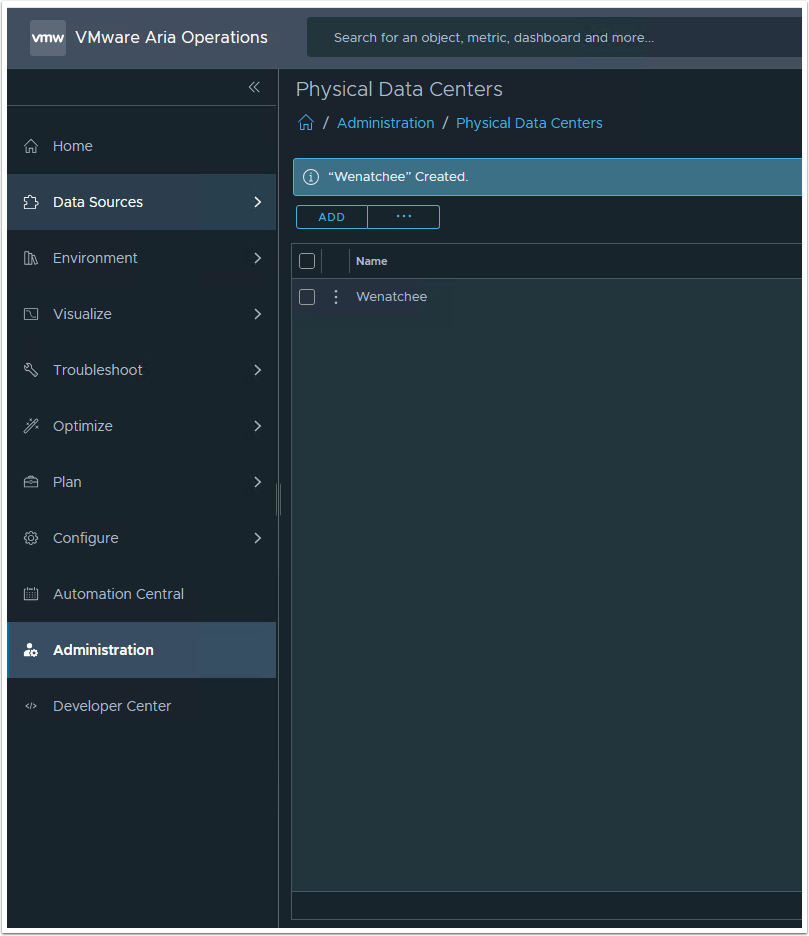 vmw VMware Aria Operations
Search for an object, metric, dashboard and more...
Home
Data Sources
Environment
Visualize
Troubleshoot
Optimize
Plan
Configure
Automation Central
Administration
Developer Center
Physical Data Centers
/ Administration / Physical Data Centers
“Wenatchee” Created.
ADD ...
Name
Wenatchee